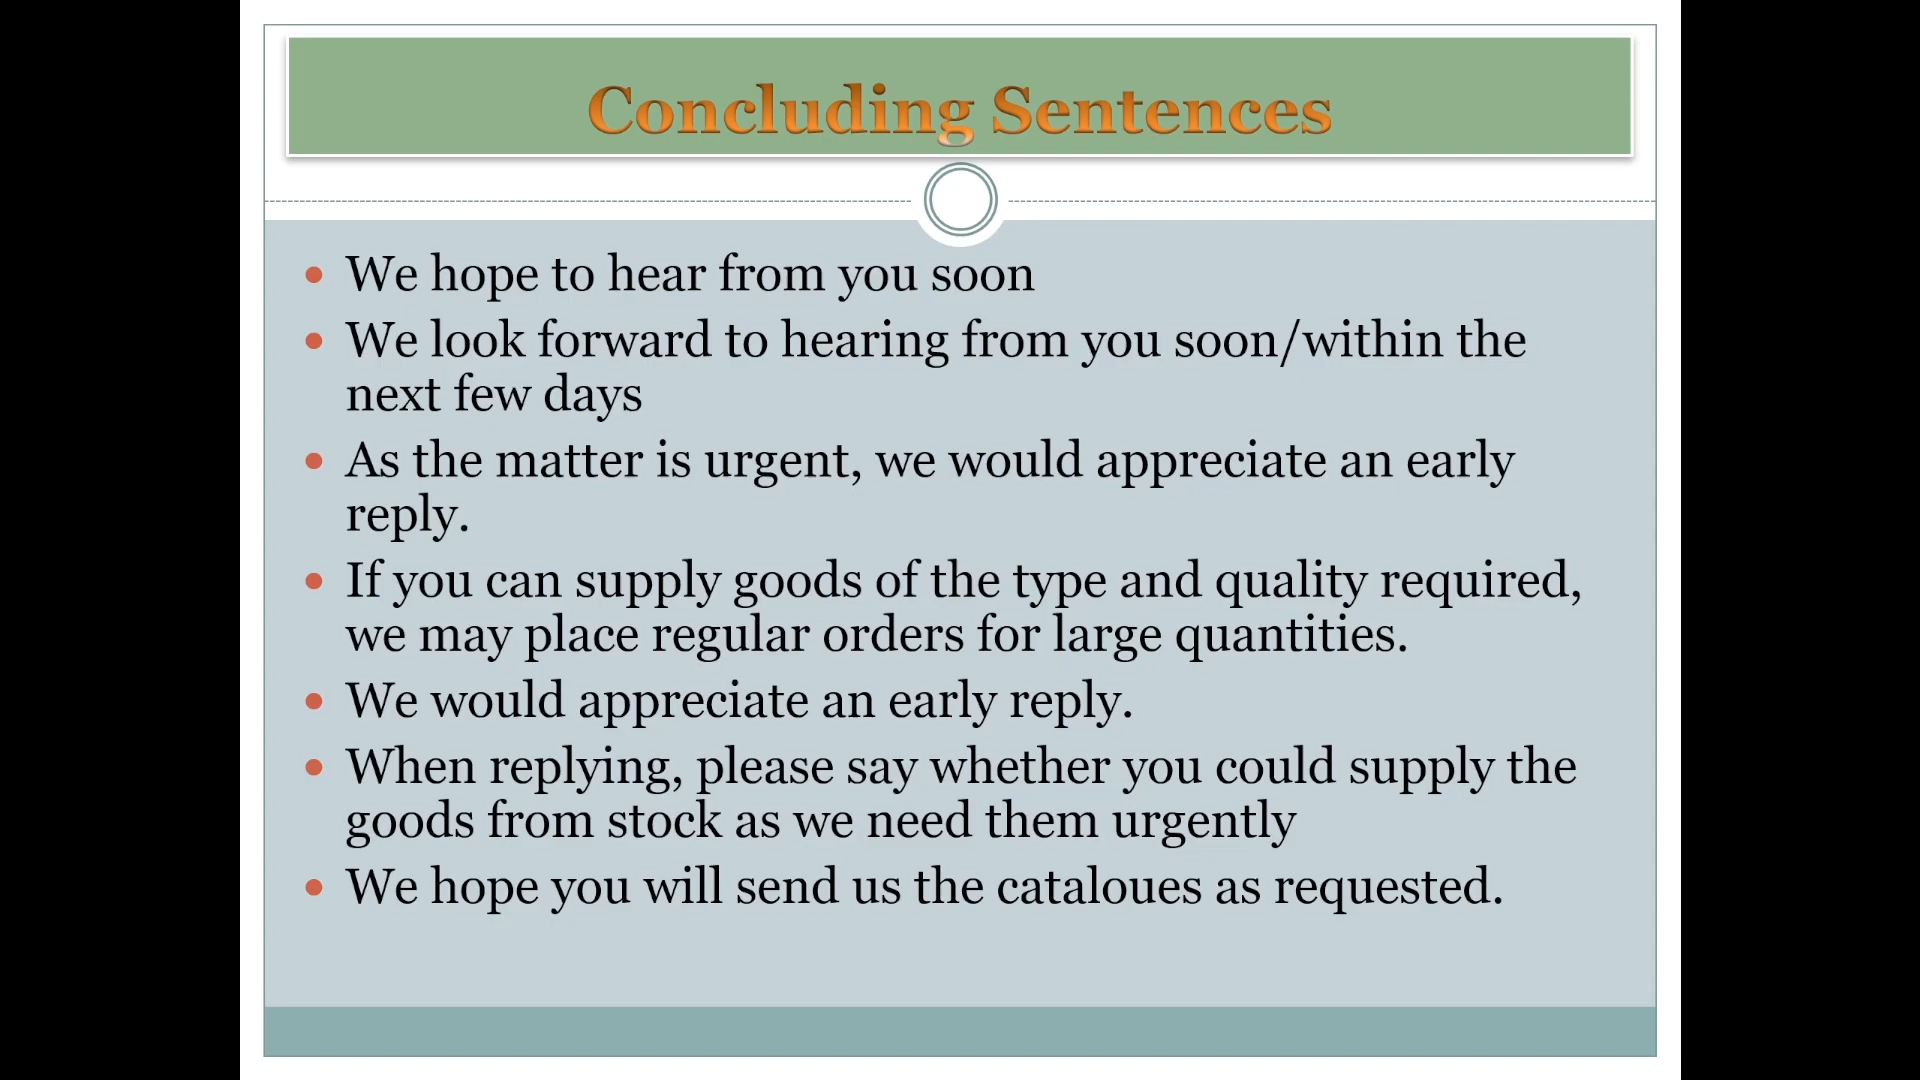 Concluding Sentences
• We hope to hear from you soon
• We look forward to hearing from you soon/within the
next few days
• As the matter is urgent, we would appreciate an early
reply.
• If you can supply goods of the type and quality required,
we may place regular orders for large quantities.
• We would appreciate an early reply.
• When replying, please say whether you could supply the
goods from stock as we need them urgently
• We hope you will send us the cataloues as requested.